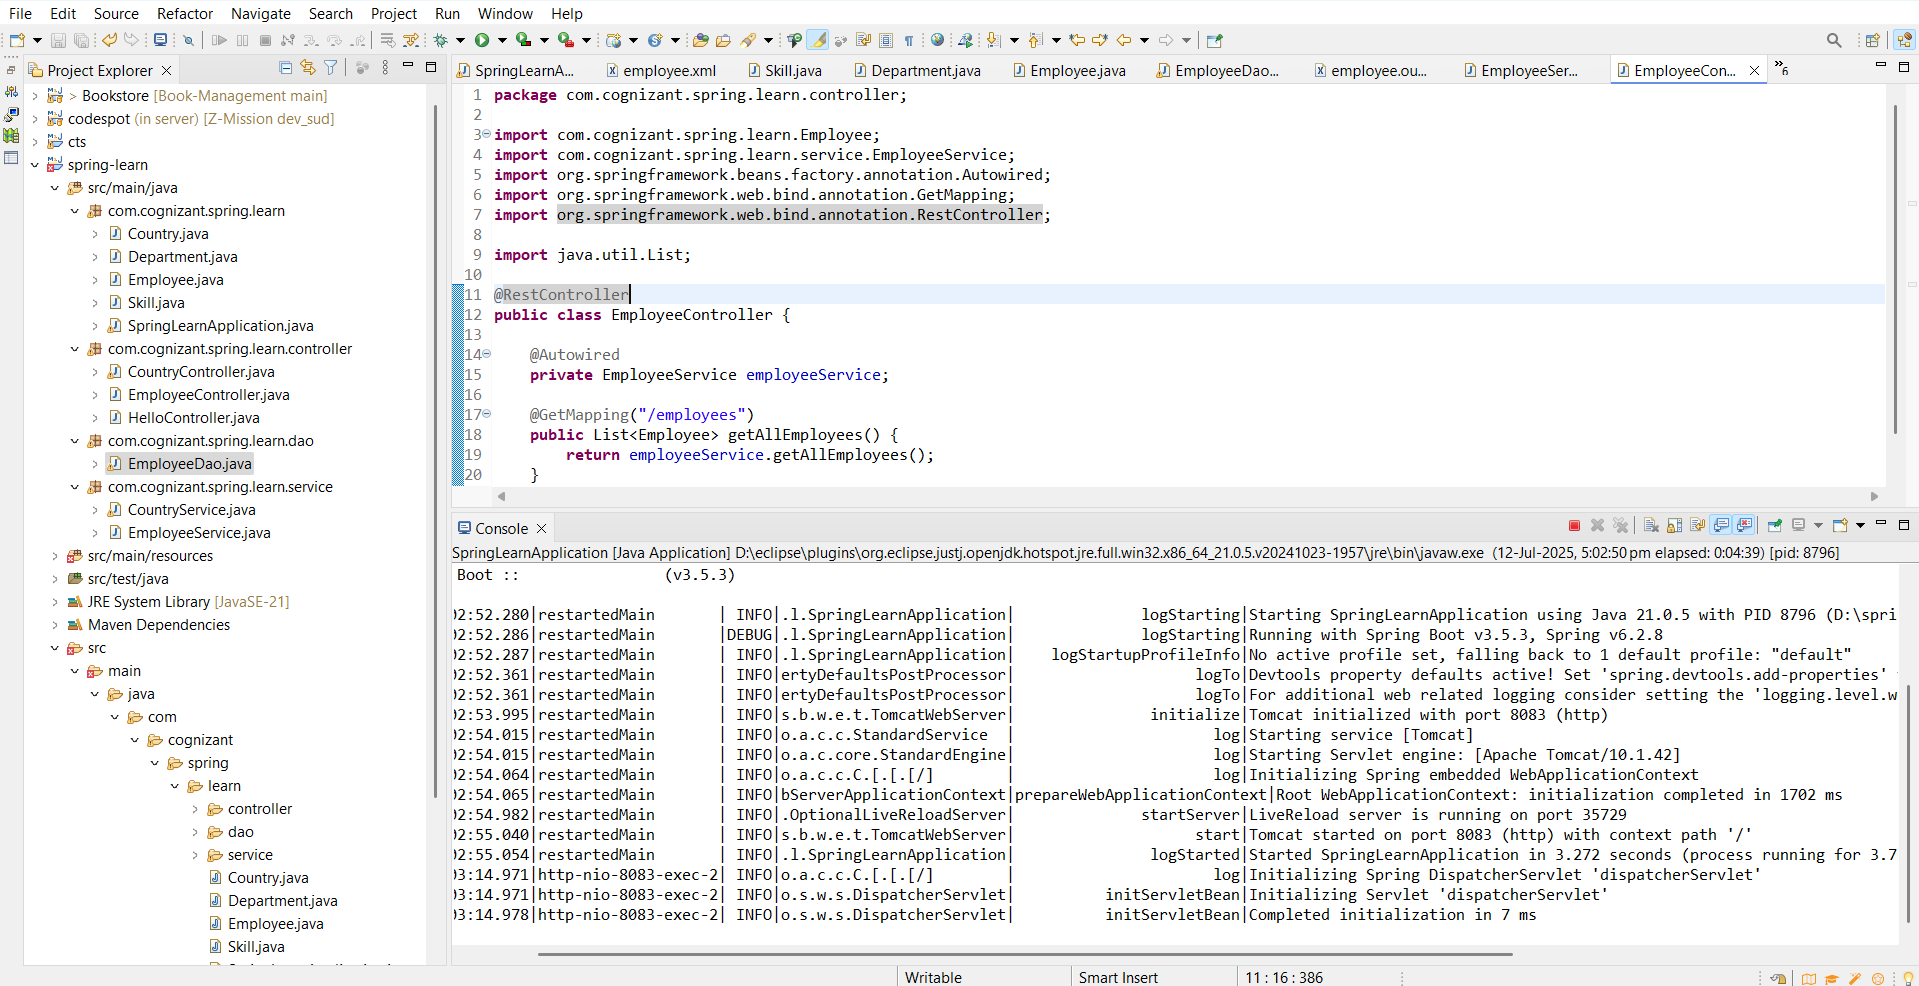 File Edit Source Refactor Navigate Search Project Run Window Help
Project Explorer
> Bookstore [Book-Management main]
codespot (in server) [Z-Mission dev_sud]
cts
spring-learn
src/main/java
com.cognizant.spring.learn
Country.java
Department.java
Employee.java
Skill.java
SpringLearnApplication.java
com.cognizant.spring.learn.controller
CountryController.java
EmployeeController.java
HelloController.java
com.cognizant.spring.learn.dao
EmployeeDao.java
com.cognizant.spring.learn.service
CountryService.java
EmployeeService.java
src/main/resources
src/test/java
JRE System Library [JavaSE-21]
Maven Dependencies
src
main
java
com
cognizant
spring
learn
controller
dao
service
Country.java
Department.java
Employee.java
Skill.java
SpringLearnA... employee.xml Skill.java Department.java Employee.java EmployeeDao... employee.ou... EmployeeSer... EmployeeCon... »6
1 package com.cognizant.spring.learn.controller;
2
3 import com.cognizant.spring.learn.Employee;
4 import com.cognizant.spring.learn.service.EmployeeService;
5 import org.springframework.beans.factory.annotation.Autowired;
6 import org.springframework.web.bind.annotation.GetMapping;
7 import org.springframework.web.bind.annotation.RestController;
8
9 import java.util.List;
10
11 @RestController
12 public class EmployeeController {
13
14 @Autowired
15 private EmployeeService employeeService;
16
17 @GetMapping("/employees")
18 public List<Employee> getAllEmployees() {
19 return employeeService.getAllEmployees();
20 }
Console
SpringLearnApplication [Java Application] D:\eclipse\plugins\org.eclipse.justj.openjdk.hotspot.jre.full.win32.x86_64_21.0.5.v20241023-1957\jre\bin\javaw.exe (12-Jul-2025, 5:02:50 pm elapsed: 0:04:39) [pid: 8796]
Boot :: (v3.5.3)
02:52.280|restartedMain | INFO|.l.SpringLearnApplication| logStarting|Starting SpringLearnApplication using Java 21.0.5 with PID 8796 (D:\spri
02:52.286|restartedMain |DEBUG|.l.SpringLearnApplication| logStarting|Running with Spring Boot v3.5.3, Spring v6.2.8
02:52.287|restartedMain | INFO|.l.SpringLearnApplication| logStartupProfileInfo|No active profile set, falling back to 1 default profile: "default"
02:52.361|restartedMain | INFO|ertyDefaultsPostProcessor| logTo|Devtools property defaults active! Set 'spring.devtools.add-properties'
02:52.361|restartedMain | INFO|ertyDefaultsPostProcessor| logTo|For additional web related logging consider setting the 'logging.level.w
02:53.995|restartedMain | INFO|s.b.w.e.t.TomcatWebServer| initialize|Tomcat initialized with port 8083 (http)
02:54.015|restartedMain | INFO|o.a.c.c.StandardService | log|Starting service [Tomcat]
02:54.015|restartedMain | INFO|o.a.c.core.StandardEngine| log|Starting Servlet engine: [Apache Tomcat/10.1.42]
02:54.064|restartedMain | INFO|o.a.c.c.C.[.[.[/] | log|Initializing Spring embedded WebApplicationContext
02:54.065|restartedMain | INFO|bServerApplicationContext|prepareWebApplicationContext|Root WebApplicationContext: initialization completed in 1702 ms
02:54.982|restartedMain | INFO|.OptionalLiveReloadServer| startServer|LiveReload server is running on port 35729
02:55.040|restartedMain | INFO|s.b.w.e.t.TomcatWebServer| start|Tomcat started on port 8083 (http) with context path '/'
02:55.054|restartedMain | INFO|.l.SpringLearnApplication| logStarted|Started SpringLearnApplication in 3.272 seconds (process running for 3.7
03:14.971|http-nio-8083-exec-2| INFO|o.a.c.c.C.[.[.[/] | log|Initializing Spring DispatcherServlet 'dispatcherServlet'
03:14.971|http-nio-8083-exec-2| INFO|o.s.w.s.DispatcherServlet| initServletBean|Initializing Servlet 'dispatcherServlet'
03:14.978|http-nio-8083-exec-2| INFO|o.s.w.s.DispatcherServlet| initServletBean|Completed initialization in 7 ms
Writable Smart Insert 11 : 16 : 386